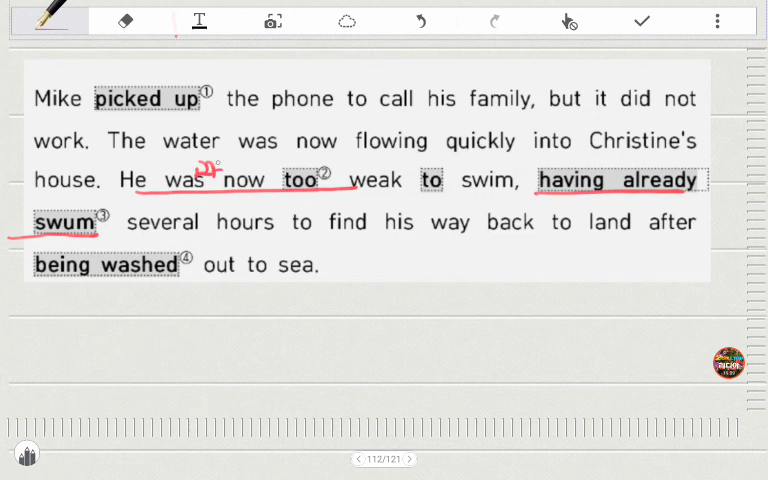 T
Mike picked up① the phone to call his family, but it did not
work. The water was now flowing quickly into Christine's
house. He was now too② weak to swim, having already
swum③ several hours to find his way back to land after
being washed④ out to sea.
112/121